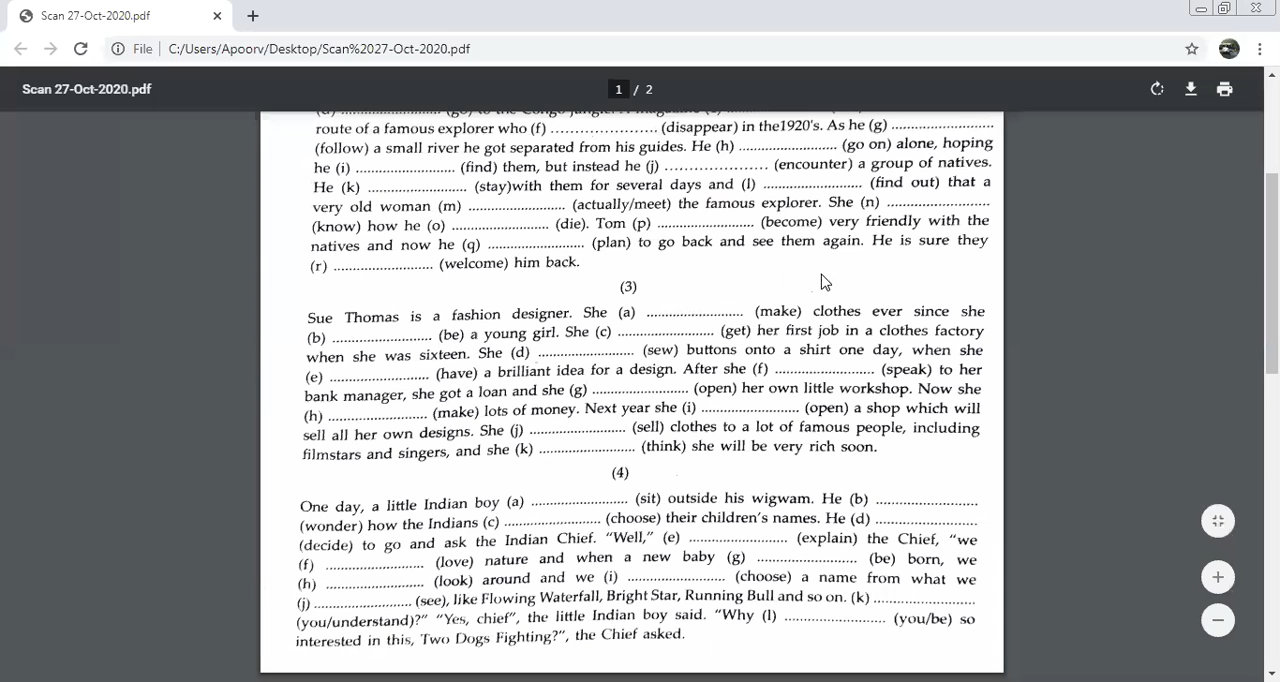 Scan 27-Oct-2020.pdf
File | C:/Users/Apoorv/Desktop/Scan%2027-Oct-2020.pdf
Scan 27-Oct-2020.pdf
1 / 2
route of a famous explorer who (f) ..................... (disappear) in the1920's. As he (g) ....................
(follow) a small river he got separated from his guides. He (h) .................... (go on) alone, hoping
he (i) .................... (find) them, but instead he (j) .................... (encounter) a group of natives.
He (k) .................... (stay)with them for several days and (l) .................... (find out) that a
very old woman (m) .................... (actually/meet) the famous explorer. She (n) ....................
(know) how he (o) .................... (die). Tom (p) .................... (become) very friendly with the
natives and now he (q) .................... (plan) to go back and see them again. He is sure they
(r) .................... (welcome) him back.
(3)
Sue Thomas is a fashion designer. She (a) .................... (make) clothes ever since she
(b) .................... (be) a young girl. She (c) .................... (get) her first job in a clothes factory
when she was sixteen. She (d) .................... (sew) buttons onto a shirt one day, when she
(e) .................... (have) a brilliant idea for a design. After she (f) .................... (speak) to her
bank manager, she got a loan and she (g) .................... (open) her own little workshop. Now she
(h) .................... (make) lots of money. Next year she (i) .................... (open) a shop which will
sell all her own designs. She (j) .................... (sell) clothes to a lot of famous people, including
filmstars and singers, and she (k) .................... (think) she will be very rich soon.
(4)
One day, a little Indian boy (a) .................... (sit) outside his wigwam. He (b) ....................
(wonder) how the Indians (c) .................... (choose) their children's names. He (d) ....................
(decide) to go and ask the Indian Chief. "Well," (e) .................... (explain) the Chief, "we
(f) .................... (love) nature and when a new baby (g) .................... (be) born, we
(h) .................... (look) around and we (i) .................... (choose) a name from what we
(j) .................... (see), like Flowing Waterfall, Bright Star, Running Bull and so on. (k) ....................
(you/understand)?" "Yes, chief", the little Indian boy said. "Why (l) .................... (you/be) so
interested in this, Two Dogs Fighting?", the Chief asked.